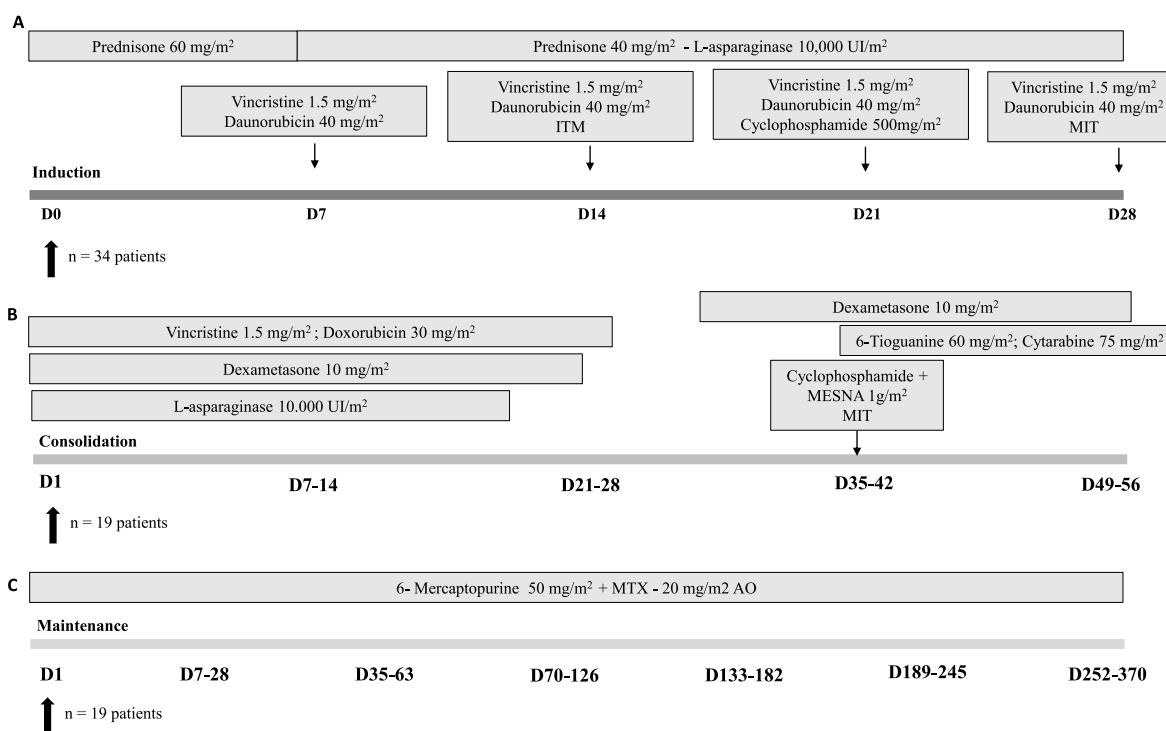 A
Prednisone 60 mg/m²
Prednisone 40 mg/m² - L-asparaginase 10,000 UI/m²
Vincristine 1.5 mg/m²
Daunorubicin 40 mg/m²
Vincristine 1.5 mg/m²
Daunorubicin 40 mg/m²
ITM
Vincristine 1.5 mg/m²
Daunorubicin 40 mg/m²
Cyclophosphamide 500mg/m²
Vincristine 1.5 mg/m²
Daunorubicin 40 mg/m²
MIT
Induction
D0
D7
D14
D21
D28
n = 34 patients
B
Vincristine 1.5 mg/m² ; Doxorubicin 30 mg/m²
Dexametasone 10 mg/m²
L-asparaginase 10.000 UI/m²
Dexametasone 10 mg/m²
6-Tioguanine 60 mg/m²; Cytarabine 75 mg/m²
Cyclophosphamide +
MESNA 1g/m²
MIT
Consolidation
D1
D7-14
D21-28
D35-42
D49-56
n = 19 patients
C
6- Mercaptopurine 50 mg/m² + MTX - 20 mg/m2 AO
Maintenance
D1
D7-28
D35-63
D70-126
D133-182
D189-245
D252-370
n = 19 patients